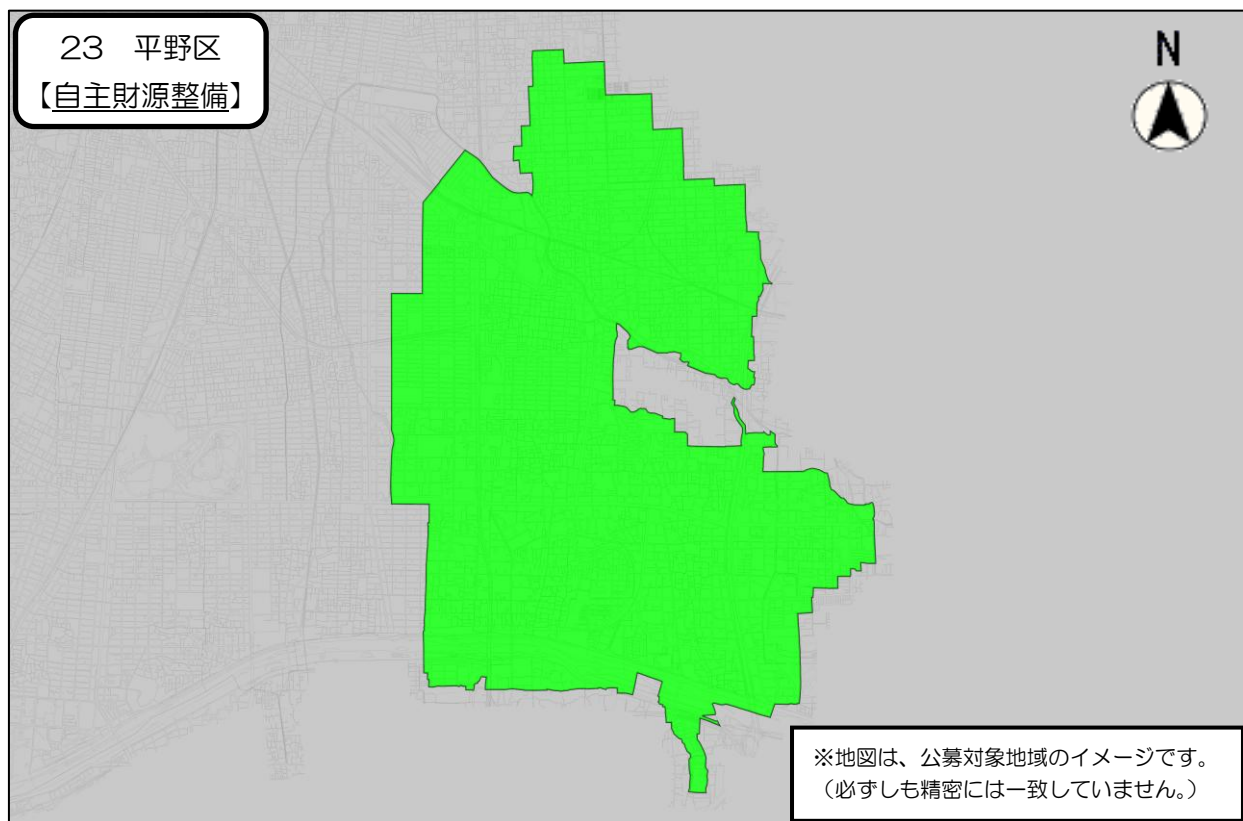 23 平野区
【自主財源整備】
N
※地図は、公募対象地域のイメージです。
（必ずしも精密には一致していません。）